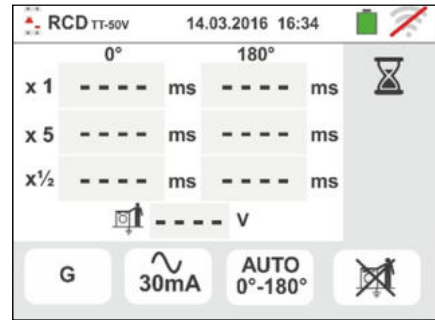 RCD TT-50V 14.03.2016 16:34
0° 180°
x 1 - - - - ms - - - - ms
x 5 - - - - ms - - - - ms
x½ - - - - ms - - - - ms
- - - - V
G 30mA AUTO 0°-180°